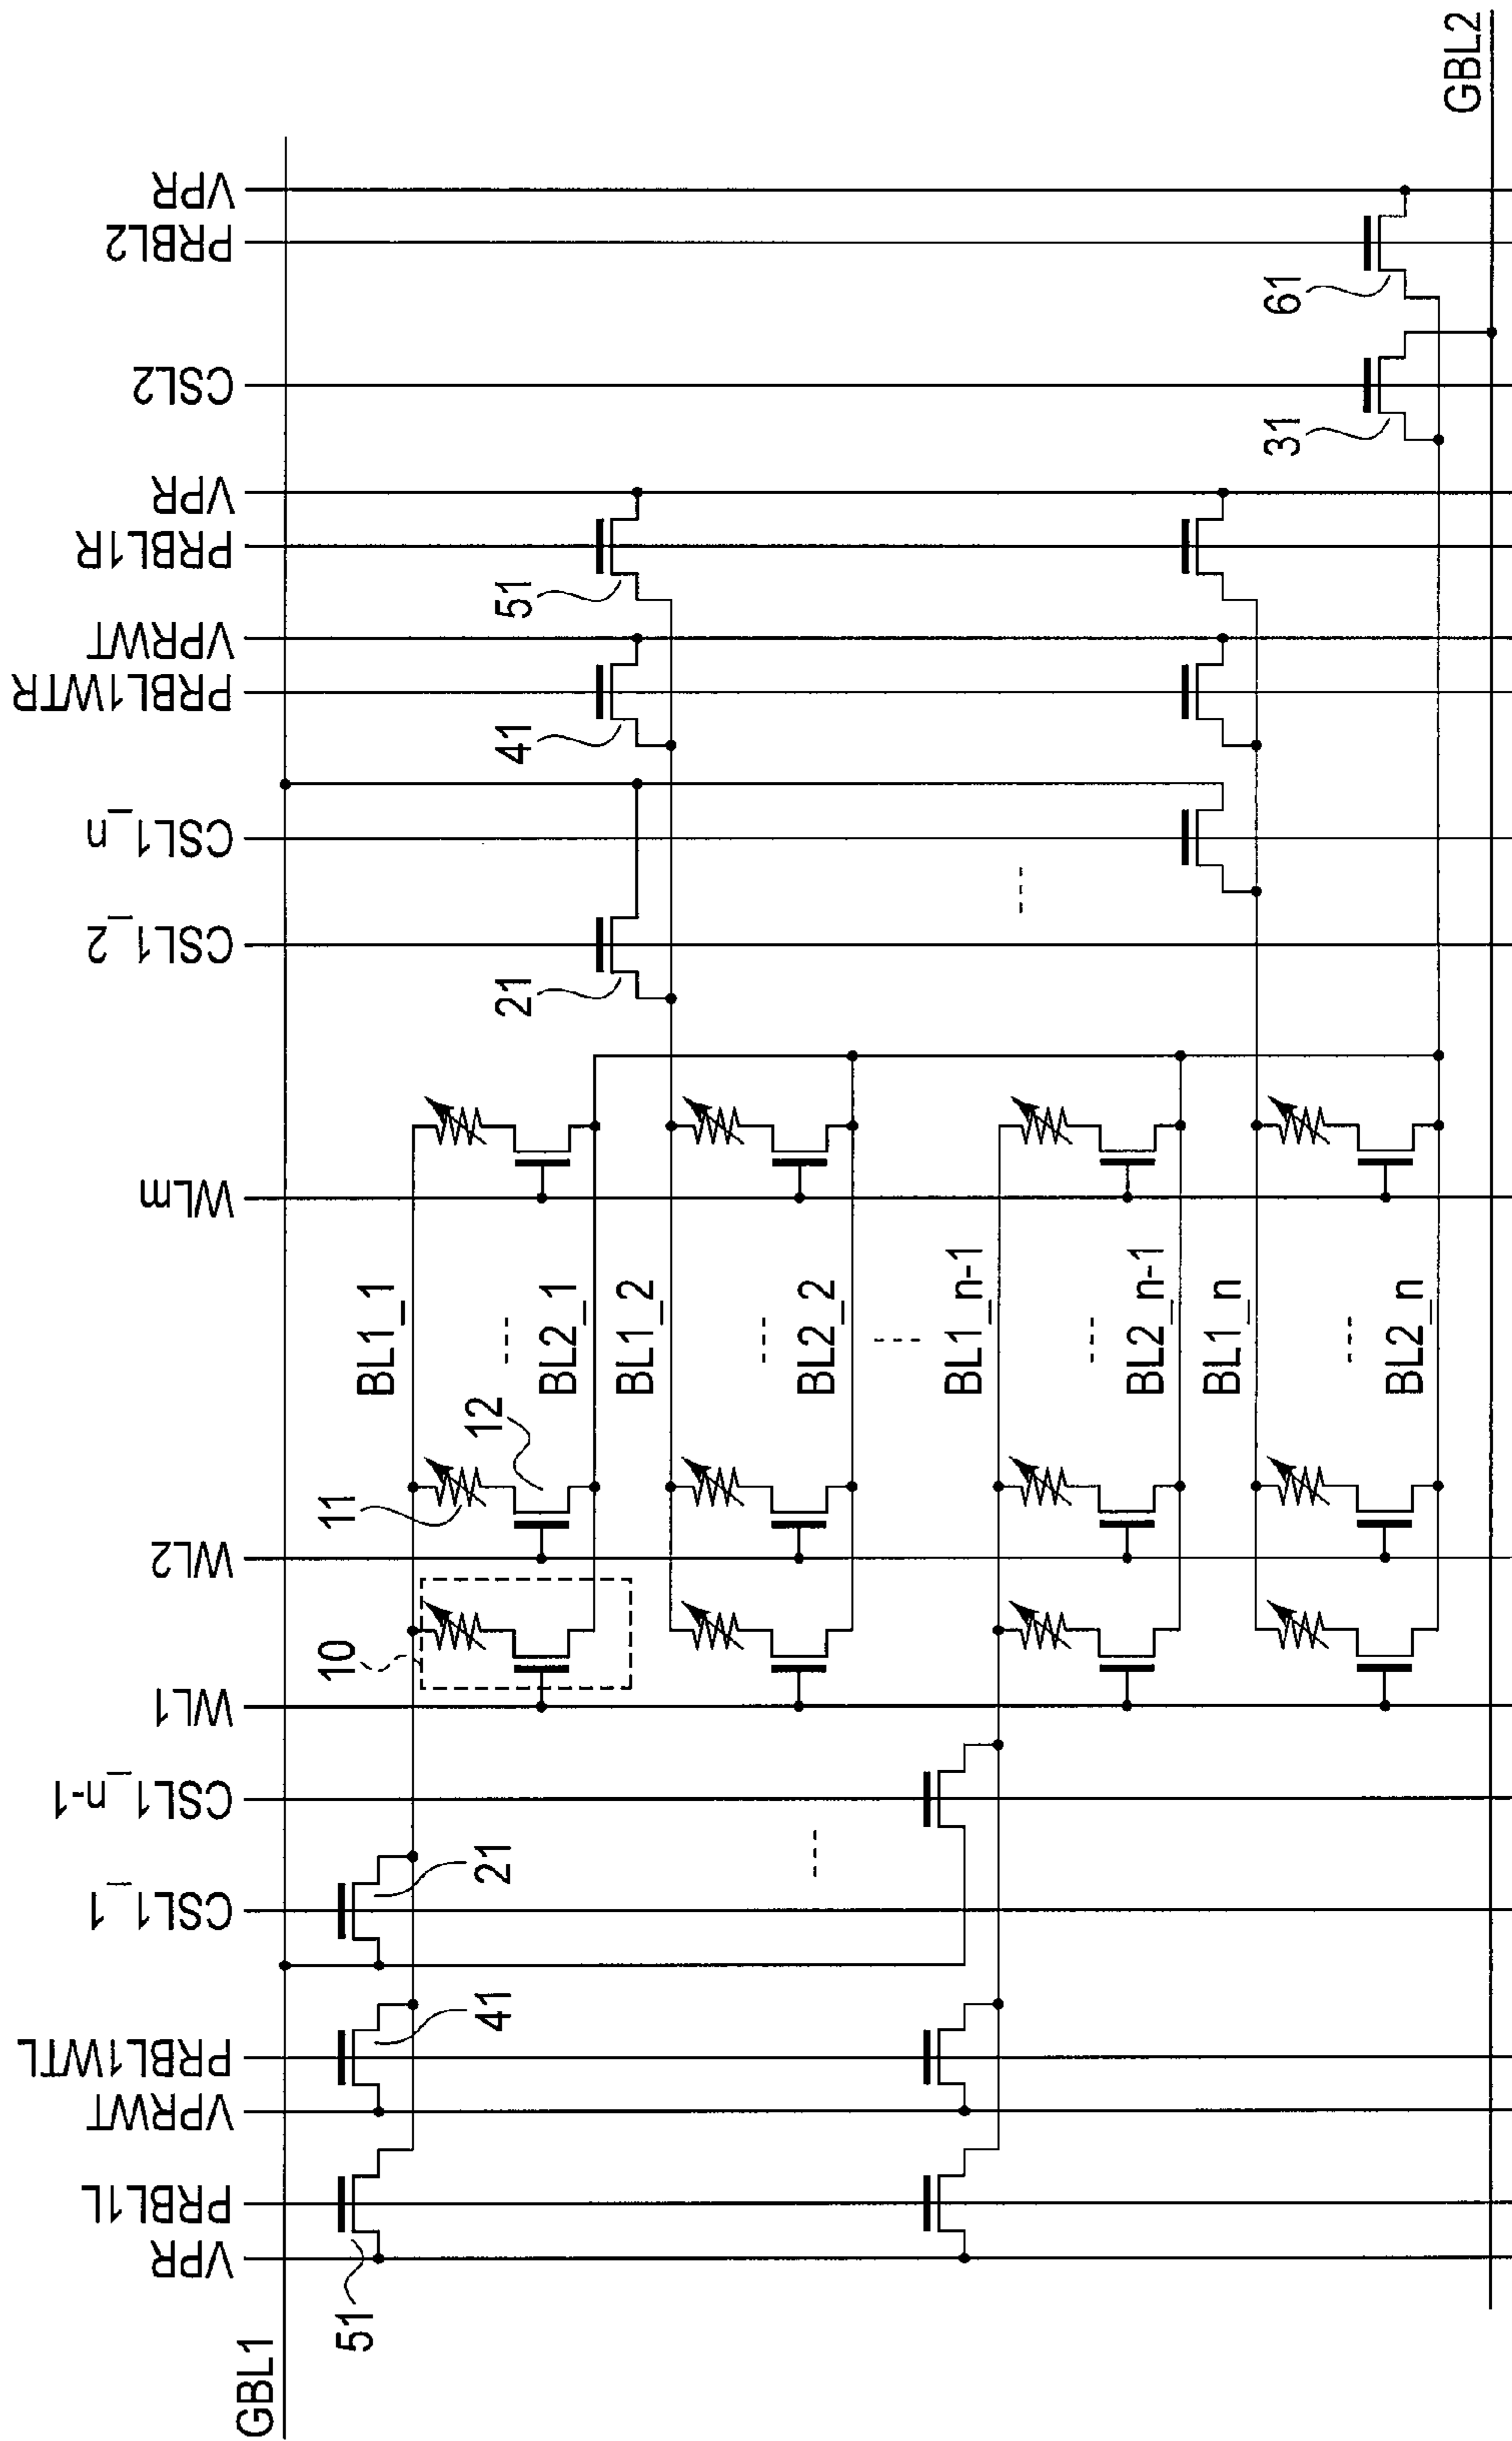 GBL1
VPR
PRBL1L
VPRWT
PRBL1WTL
CSL1_1
CSL1_n-1
WL1
WL2
WLm
CSL1_2
CSL1_n
PRBL1WTR
VPRWT
PRBL1R
VPR
CSL2
PRBL2
VPR
51
41
21
10
11
12
BL1_1
BL2_1
21
41
51
BL1_2
BL2_2
BL1_n-1
BL2_n-1
BL1_n
BL2_n
31
61
GBL2